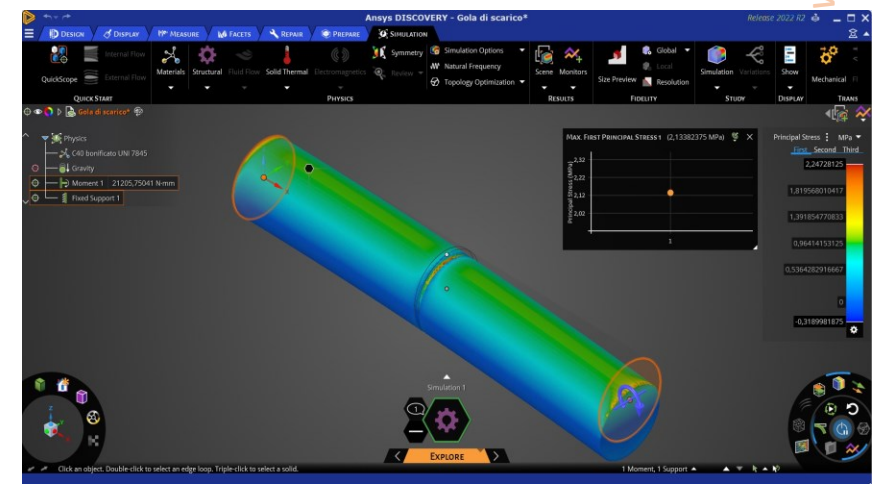 Ansys DISCOVERY - Gola di scarico*
Release 2022 R2
DESIGN DISPLAY MEASURE FACETS REPAIR PREPARE SIMULATION
Internal Flow
External Flow
QuickScope
QUICK START
Materials Structural Fluid Flow Solid Thermal Electromagnetics
Symmetry
Review
Simulation Options
Natural Frequency
Topology Optimization
PHYSICS
Scene Monitors
RESULTS
Size Preview
Global
Local
Resolution
FIDELITY
Simulation Variations
STUDY
Show
DISPLAY
Mechanical Fl
TRANS
Gola di scarico*
Physics
C40 bonificato UNI 7845
Gravity
Moment 1 21205,75041 N-mm
Fixed Support 1
MAX. FIRST PRINCIPAL STRESS 1 (2,13382375 MPa)
Principal Stress (MPa)
2,32
2,22
2,12
2,02
1
Principal Stress MPa
First Second Third
2,24728125
1,819568010417
1,391854770833
0,96414153125
0,5364282916667
0
-0,3189981875
Simulation 1
1
EXPLORE
Z
Click an object. Double-click to select an edge loop. Triple-click to select a solid.
1 Moment, 1 Support